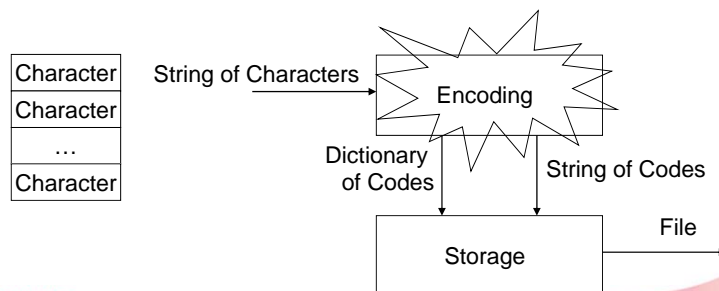 Character
Character
…
Character
String of Characters
Encoding
Dictionary
of Codes
String of Codes
Storage
File